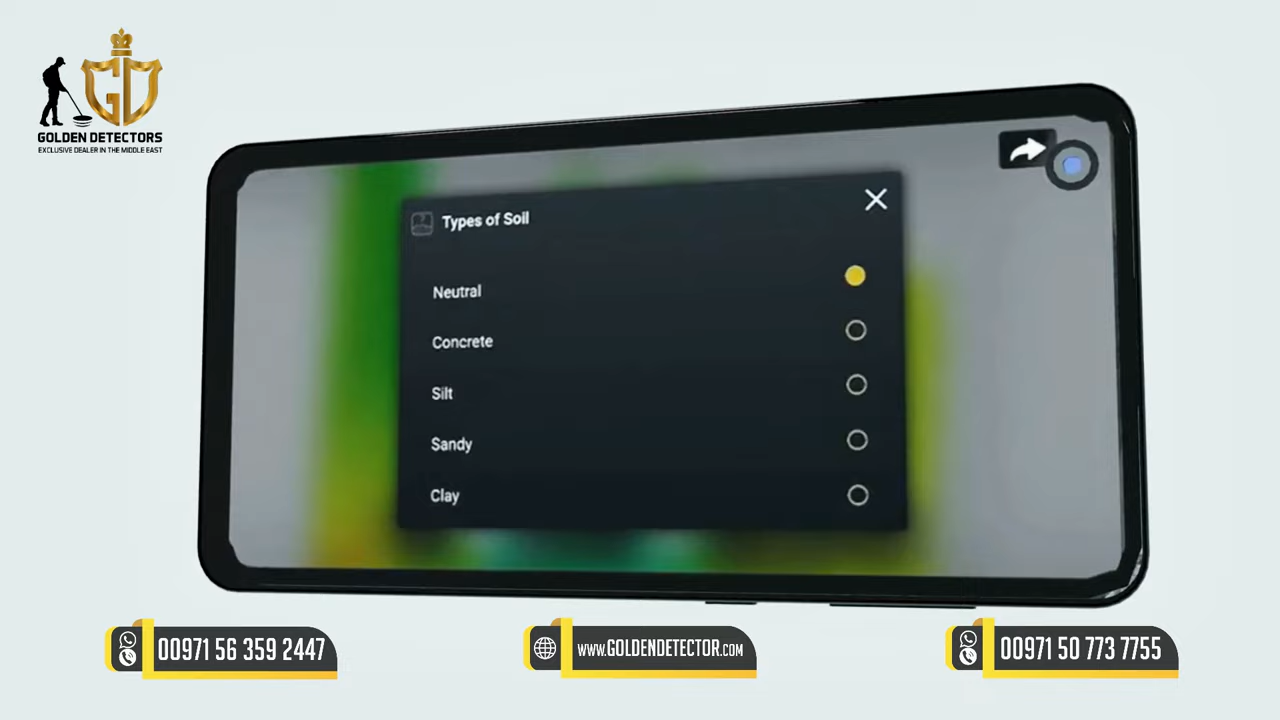 GOLDEN DETECTORS
EXCLUSIVE DEALER IN THE MIDDLE EAST
Types of Soil
Neutral
Concrete
Silt
Sandy
Clay
00971 56 359 2447
www.GOLDENDETECTOR.com
00971 50 773 7755